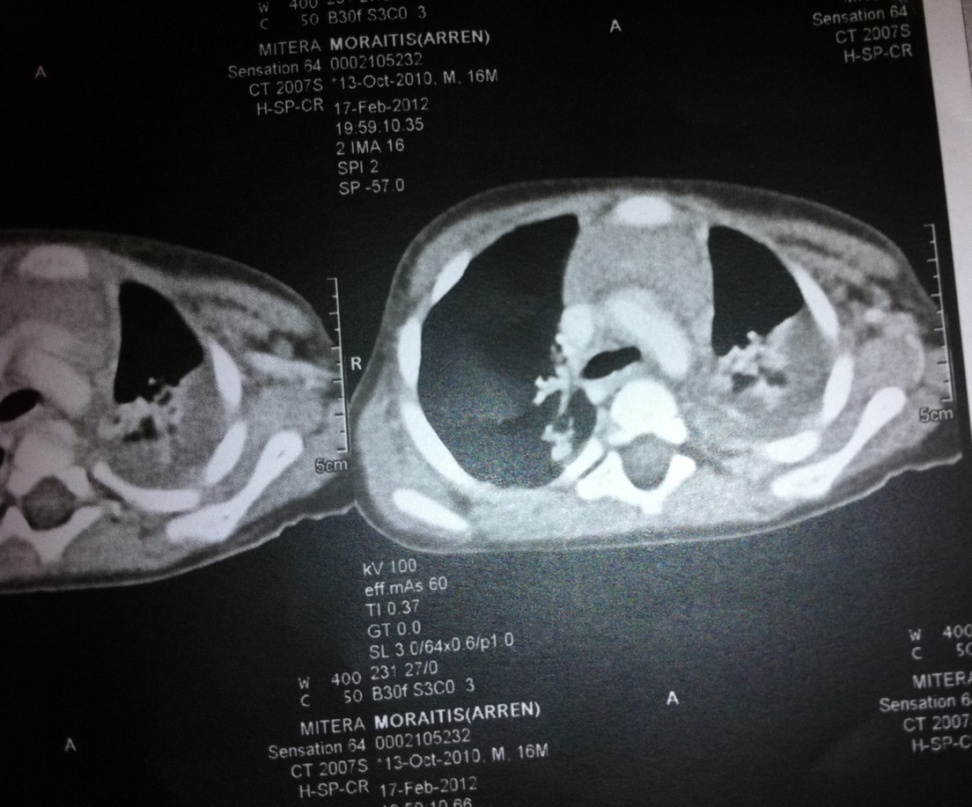 W 400
C 50 B30f S3C0 3
A
A
MITERA MORAITIS(ARREN)
Sensation 64 0002105232
CT 2007S *13-Oct-2010, M, 16M
H-SP-CR 17-Feb-2012
19:59:10.35
2 IMA 16
SPI 2
SP -57.0
Sensation 64
CT 2007S
H-SP-CR
R
5cm
5cm
kV 100
eff.mAs 60
TI 0.37
GT 0.0
SL 3.0/64x0.6/p1.0
W 400 231 27/0
C 50 B30f S3C0 3
A
A
MITERA MORAITIS(ARREN)
Sensation 64 0002105232
CT 2007S *13-Oct-2010, M, 16M
H-SP-CR 17-Feb-2012
W 400
C
MITERA
Sensation
CT 2007
H-SP-C